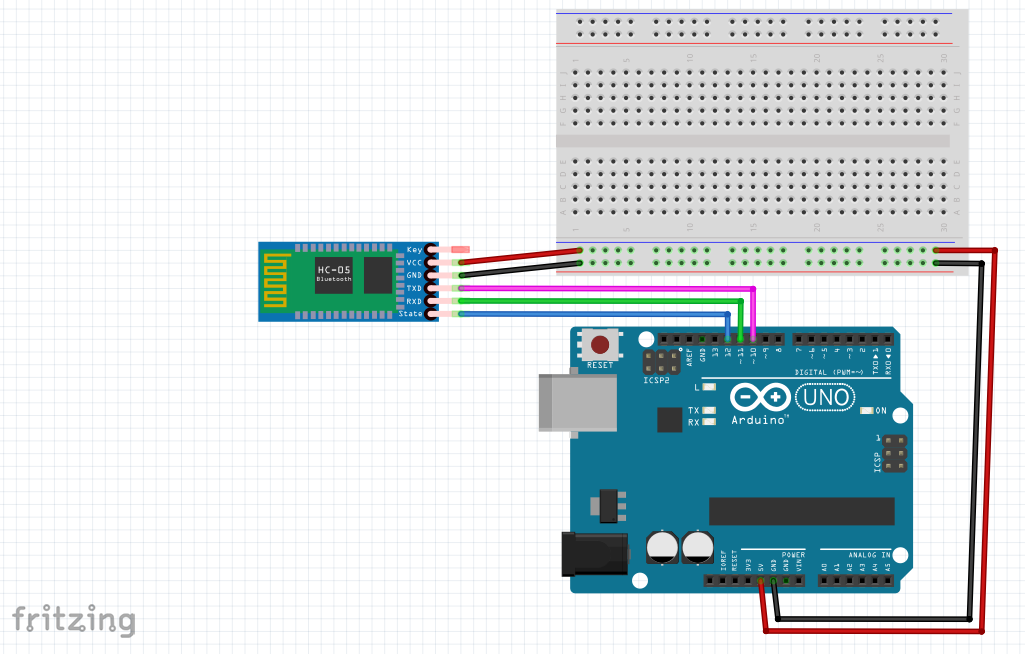 1 5 10 15 20 25 30
J J
I I
H H
G G
F F
E E
D D
C C
B B
A A
1 5 10 15 20 25 30
Key
VCC
GND
TXD
RXD
State
HC-05
Bluetooth
RESET
ICSP2
AREF
GND
13
12
~11
~10
~9
8
7
~6
~5
4
~3
2
TX0▶1
RX0◀0
DIGITAL (PWM=~)
L
TX
RX
UNO
Arduino™
ON
1
ICSP
POWER
ANALOG IN
IOREF
RESET
3V3
5V
GND
GND
VIN
A0
A1
A2
A3
A4
A5
fritzing